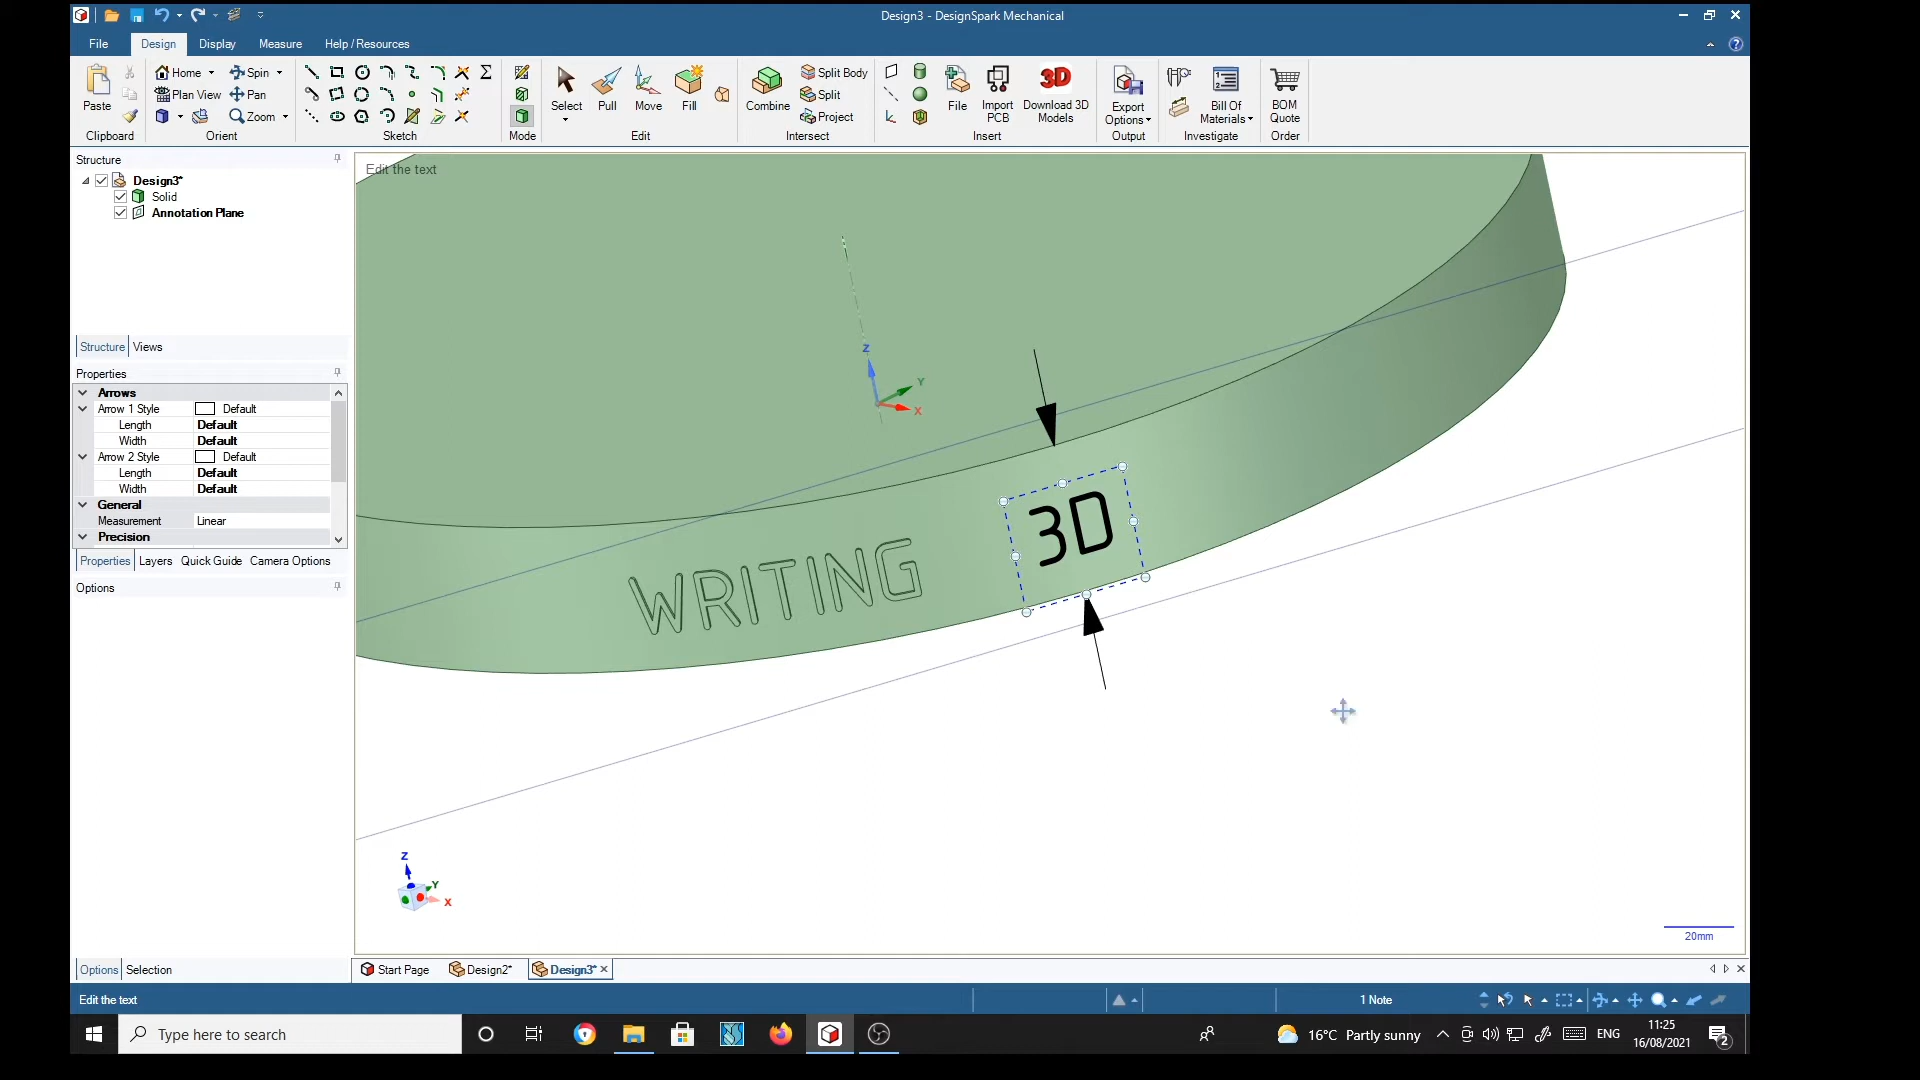 Design3 - DesignSpark Mechanical
File Design Display Measure Help / Resources
Paste
Clipboard
Home Spin
Plan View Pan
Zoom
Orient
Sketch
Mode
Select Pull Move Fill
Edit
Combine
Split Body
Split
Project
Intersect
File
Import PCB
3D
Download 3D Models
Insert
Export Options
Output
Bill Of Materials
Investigate
BOM Quote
Order
Structure
Design3*
Solid
Annotation Plane
Structure Views
Properties
Arrows
Arrow 1 Style Default
Length Default
Width Default
Arrow 2 Style Default
Length Default
Width Default
General
Measurement Linear
Precision
Properties Layers Quick Guide Camera Options
Options
Options Selection
Edit the text
Z
Y
X
WRITING 3D
Z
Y
X
20mm
Start Page Design2* Design3*
Edit the text
1 Note
Type here to search
16°C Partly sunny
ENG
11:25
16/08/2021
2